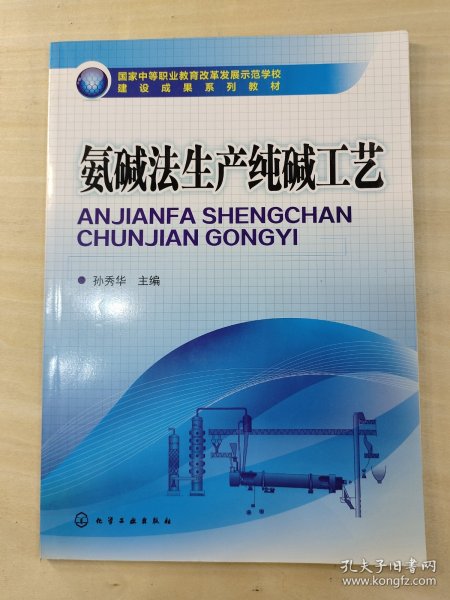 国家中等职业教育改革发展示范学校
建设成果系列教材
氨碱法生产纯碱工艺
ANJIANFA SHENGCHAN
CHUNJIAN GONGYI
孙秀华 主编
化学工业出版社
孔夫子旧书网
www.kongfz.com